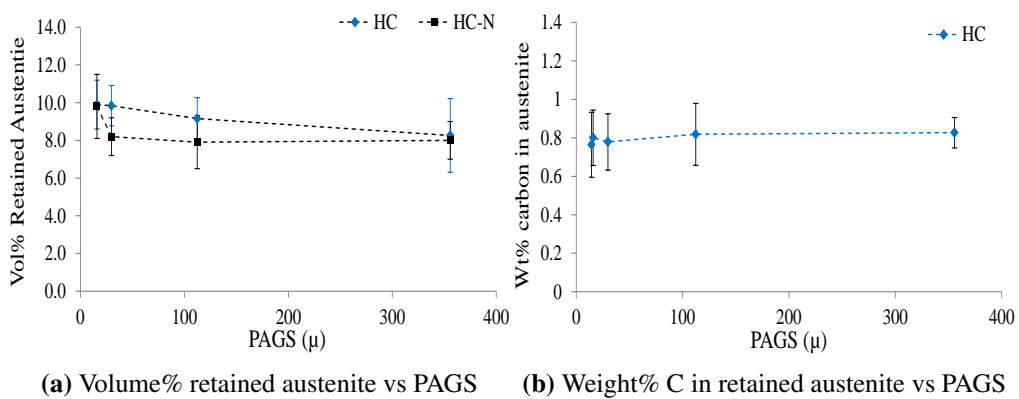 HC HC-N
Vol% Retained Austentie
14.0
12.0
10.0
8.0
6.0
4.0
2.0
0.0
0 100 200 300 400
PAGS (µ)
(a) Volume% retained austenite vs PAGS
HC
Wt% carbon in austenite
1.4
1.2
1
0.8
0.6
0.4
0.2
0
0 100 200 300 400
PAGS (µ)
(b) Weight% C in retained austenite vs PAGS